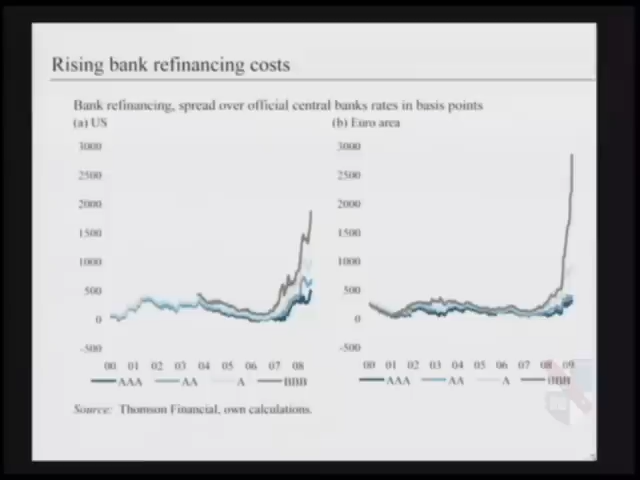 Rising bank refinancing costs
Bank refinancing, spread over official central banks rates in basis points
(a) US
(b) Euro area
3000
2500
2000
1500
1000
500
0
-500
00 01 02 03 04 05 06 07 08
AAA AA A BBB
3000
2500
2000
1500
1000
500
0
-500
00 01 02 03 04 05 06 07 08 09
AAA AA A BBB
Source: Thomson Financial, own calculations.